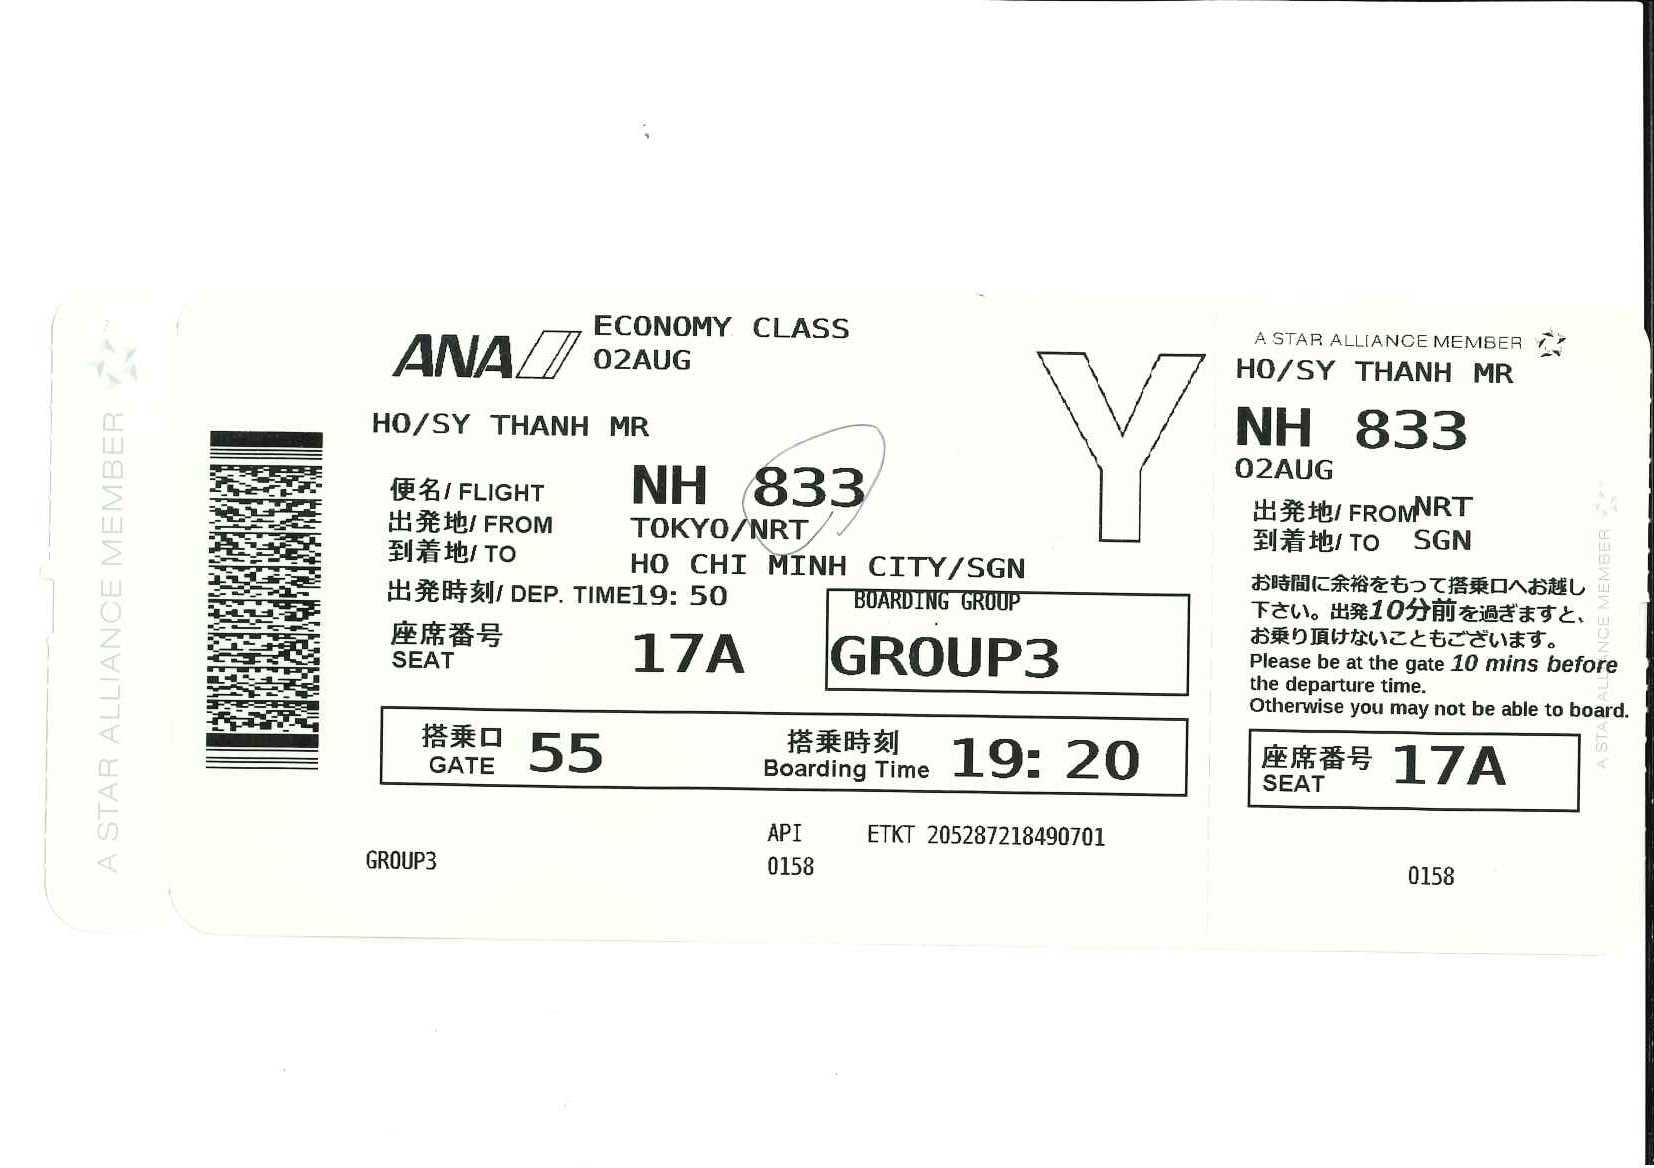 A STAR ALLIANCE MEMBER
ANA
ECONOMY CLASS
02AUG
HO/SY THANH MR
便名/ FLIGHT NH 833
出発地/ FROM TOKYO/NRT
到着地/ TO HO CHI MINH CITY/SGN
出発時刻/ DEP. TIME19: 50
座席番号
SEAT 17A
BOARDING GROUP
GROUP3
搭乗口
GATE 55
搭乗時刻
Boarding Time 19: 20
API ETKT 205287218490701
GROUP3
0158
Y
A STAR ALLIANCE MEMBER
HO/SY THANH MR
NH 833
02AUG
出発地/ FROM NRT
到着地/ TO SGN
お時間に余裕をもって搭乗口へお越し
下さい。出発10分前を過ぎますと、
お乗り頂けないこともございます。
Please be at the gate 10 mins before
the departure time.
Otherwise you may not be able to board.
座席番号
SEAT 17A
0158
A STAR ALLIANCE MEMBER